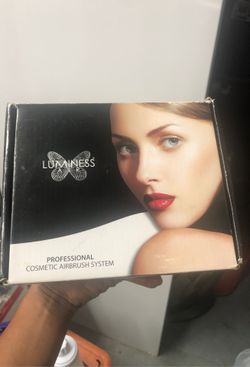 LUMINESS
PROFESSIONAL
COSMETIC AIRBRUSH SYSTEM